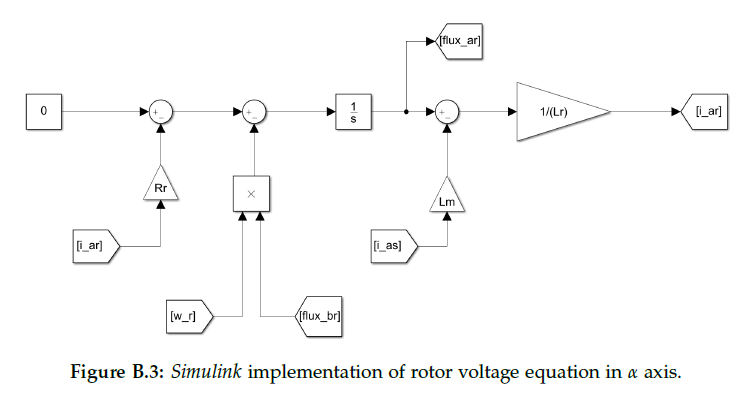 [flux_ar]
0
+
−
+
−
1
s
+
−
1/(Lr)
[i_ar]
Rr
×
Lm
[i_ar]
[i_as]
[w_r]
[flux_br]
Figure B.3: Simulink implementation of rotor voltage equation in α axis.